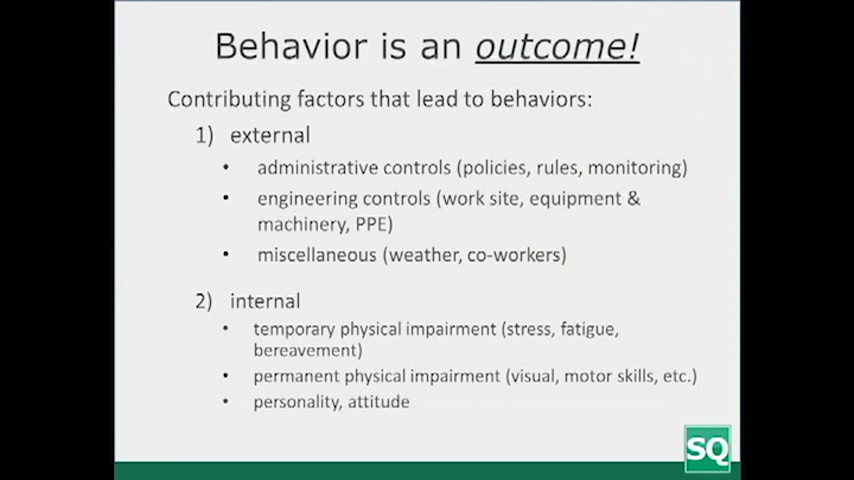 Behavior is an outcome!
Contributing factors that lead to behaviors:
1) external
• administrative controls (policies, rules, monitoring)
• engineering controls (work site, equipment &
machinery, PPE)
• miscellaneous (weather, co-workers)
2) internal
• temporary physical impairment (stress, fatigue,
bereavement)
• permanent physical impairment (visual, motor skills, etc.)
• personality, attitude
SQ